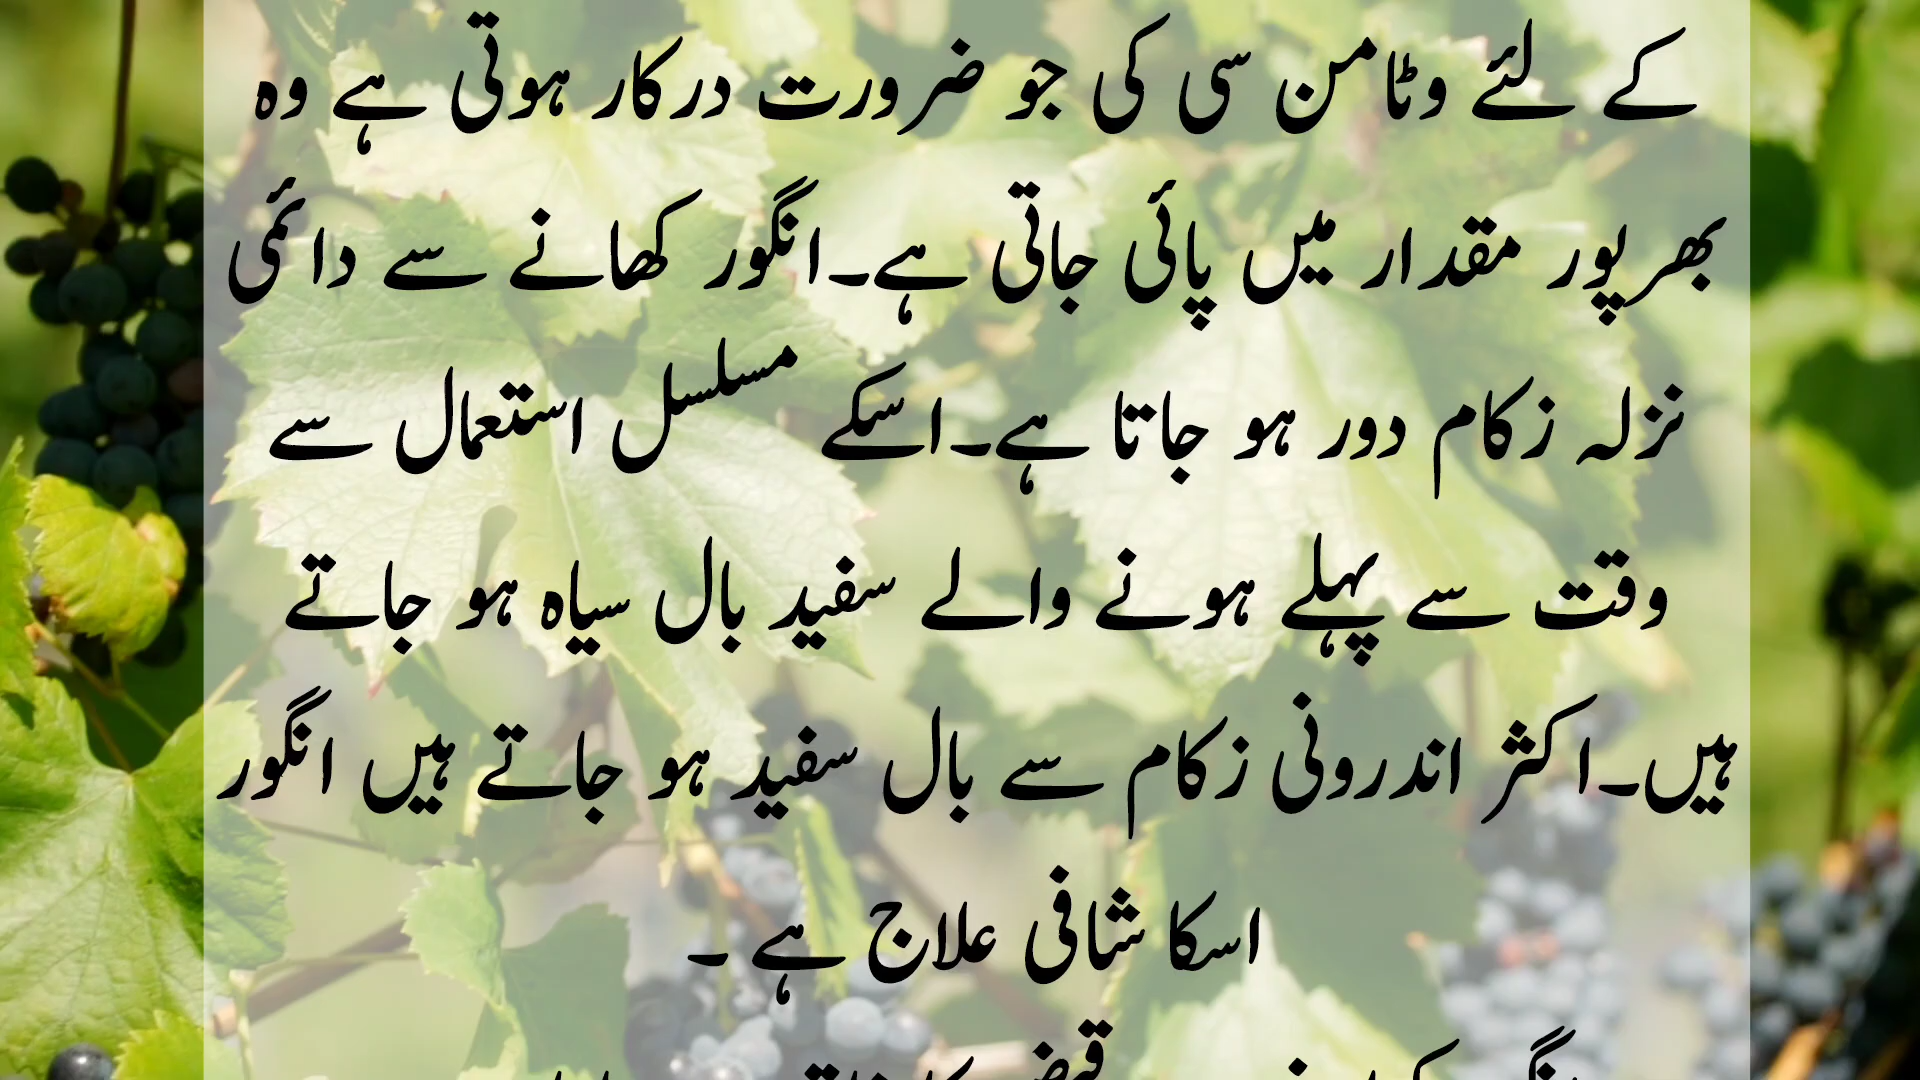 کے لئے وٹامن سی کی جو ضرورت درکار ہوتی ہے وہ
بھرپور مقدار میں پائی جاتی ہے۔انگور کھانے سے دائمی
نزلہ زکام دور ہو جاتا ہے۔اسکے مسلسل استعمال سے
وقت سے پہلے ہونے والے سفید بال سیاہ ہو جاتے
ہیں۔اکثر اندرونی زکام سے بال سفید ہو جاتے ہیں انگور
اسکا شافی علاج ہے ۔